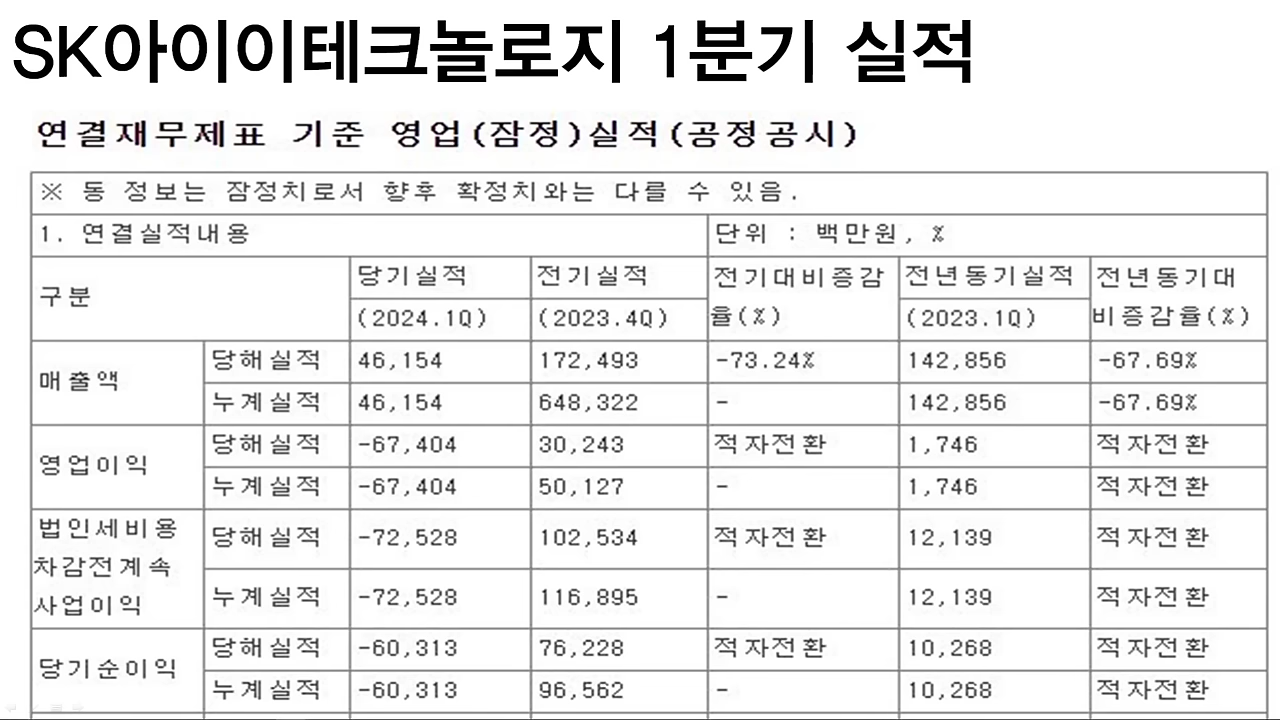 SK아이이테크놀로지 1분기 실적
연결재무제표 기준 영업(잠정)실적(공정공시)
※ 동 정보는 잠정치로서 향후 확정치와는 다를 수 있음.
1. 연결실적내용 단위 : 백만원, %
구분 당기실적 전기실적 전기대비증감율(%) 전년동기실적 전년동기대비증감율(%)
(2024.1Q) (2023.4Q) (2023.1Q)
매출액 당해실적 46,154 172,493 -73.24% 142,856 -67.69%
누계실적 46,154 648,322 - 142,856 -67.69%
영업이익 당해실적 -67,404 30,243 적자전환 1,746 적자전환
누계실적 -67,404 50,127 - 1,746 적자전환
법인세비용차감전계속사업이익 당해실적 -72,528 102,534 적자전환 12,139 적자전환
누계실적 -72,528 116,895 - 12,139 적자전환
당기순이익 당해실적 -60,313 76,228 적자전환 10,268 적자전환
누계실적 -60,313 96,562 - 10,268 적자전환